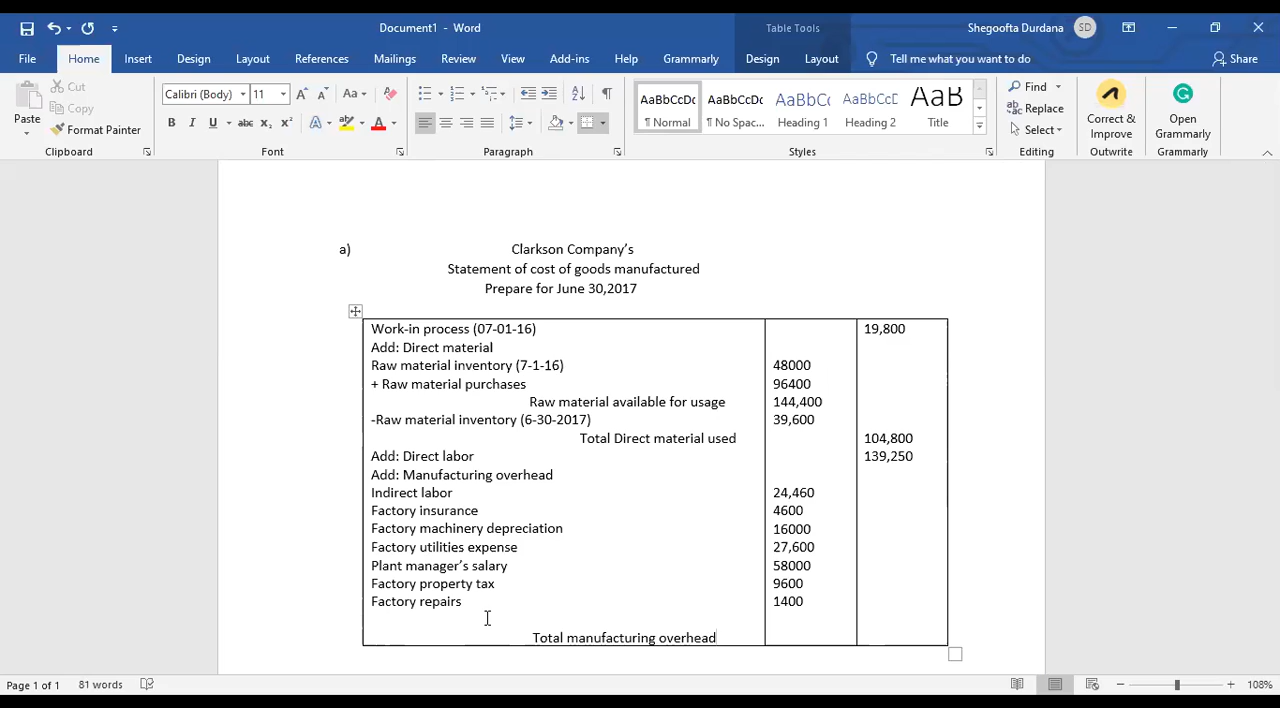 Document1 - Word
Table Tools
Shegoofta Durdana
SD
File
Home
Insert
Design
Layout
References
Mailings
Review
View
Add-ins
Help
Grammarly
Design
Layout
Tell me what you want to do
Share
Paste
Cut
Copy
Format Painter
Clipboard
Calibri (Body)
11
Font
Paragraph
AaBbCcDc
¶ Normal
AaBbCcDc
¶ No Spac...
AaBbCc
Heading 1
AaBbCcD
Heading 2
AaB
Title
Styles
Find
Replace
Select
Editing
Correct & Improve
Outwrite
Open Grammarly
Grammarly
a) Clarkson Company's
Statement of cost of goods manufactured
Prepare for June 30,2017
Work-in process (07-01-16) 19,800
Add: Direct material
Raw material inventory (7-1-16) 48000
+ Raw material purchases 96400
Raw material available for usage 144,400
-Raw material inventory (6-30-2017) 39,600
Total Direct material used 104,800
Add: Direct labor 139,250
Add: Manufacturing overhead
Indirect labor 24,460
Factory insurance 4600
Factory machinery depreciation 16000
Factory utilities expense 27,600
Plant manager's salary 58000
Factory property tax 9600
Factory repairs 1400
Total manufacturing overhead
Page 1 of 1
81 words
108%